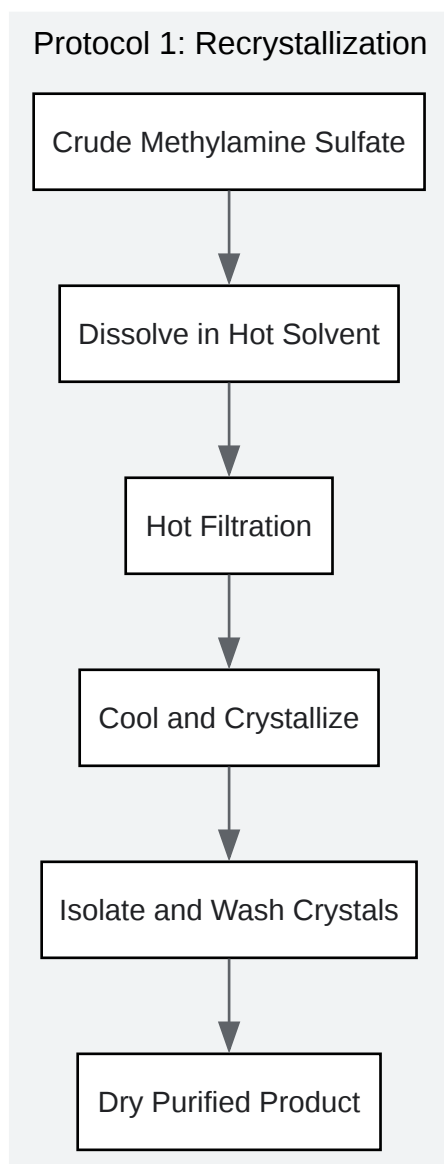 Protocol 1: Recrystallization
Crude Methylamine Sulfate
Dissolve in Hot Solvent
Hot Filtration
Cool and Crystallize
Isolate and Wash Crystals
Dry Purified Product